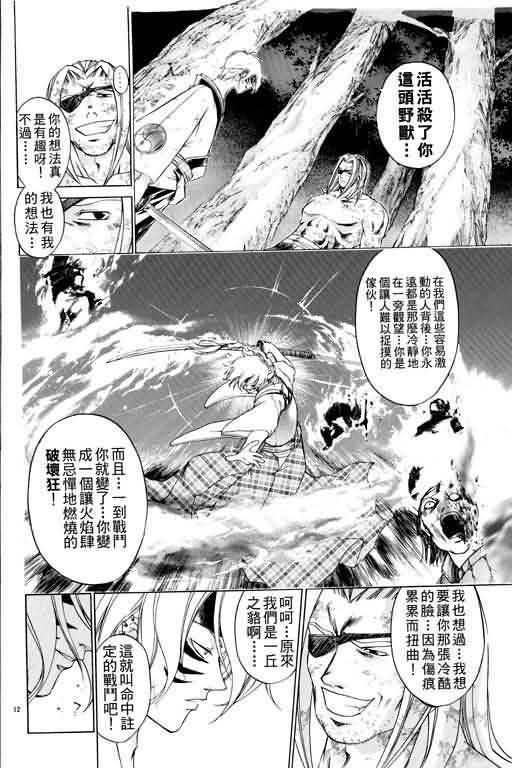 活活殺了你
這頭野獸…
……
你的想法真
是有趣呀！
不過…
我也有我
的想法…
在我們這些容易激
動的人背後…你永
遠都是那麼冷靜地
在一旁觀望…你是
個讓人難以捉摸的
傢伙！
而且…一到戰鬥
你就變了…你變
成一個讓火焰肆
無忌憚地燃燒的
破壞狂！
我也想過…我想
要讓你那張冷酷
的臉…因為傷痕
累累而扭曲！
呵呵…原來
我們是一丘
之貉啊……
這就叫命中註
定的戰鬥吧！
12